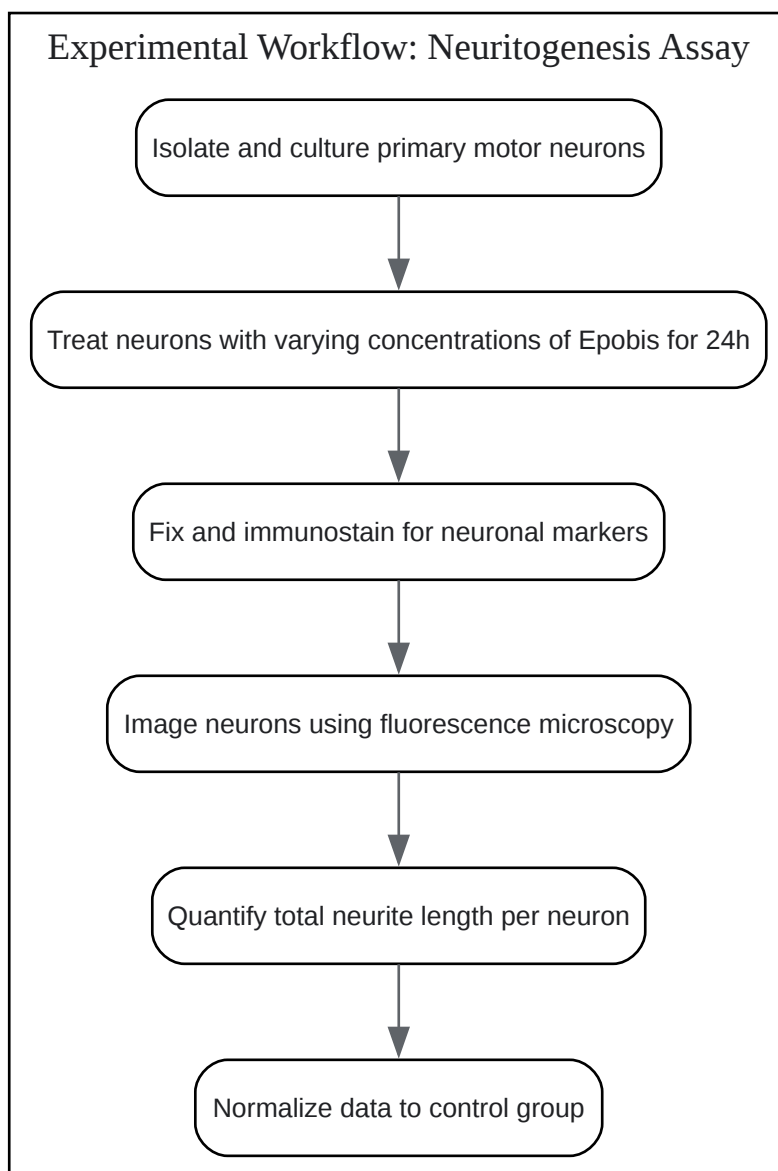 Experimental Workflow: Neuritogenesis Assay
Isolate and culture primary motor neurons
Treat neurons with varying concentrations of Epobis for 24h
Fix and immunostain for neuronal markers
Image neurons using fluorescence microscopy
Quantify total neurite length per neuron
Normalize data to control group